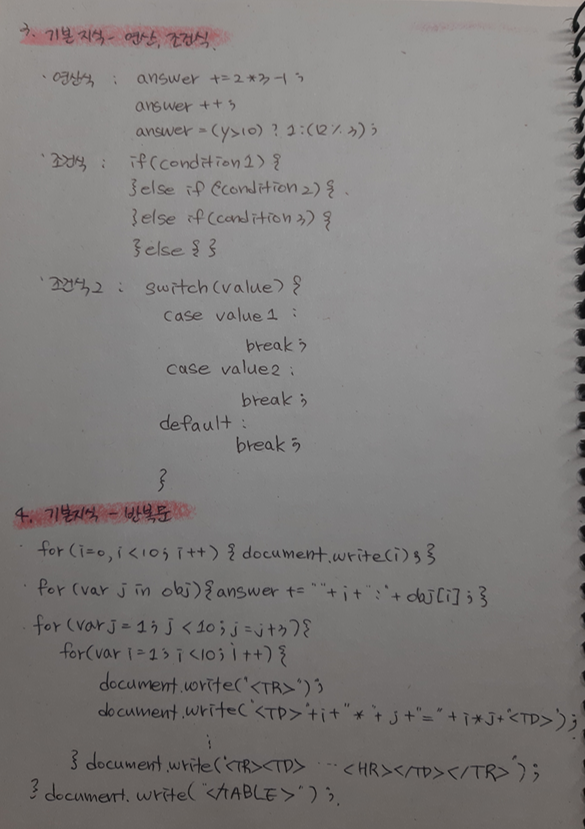 3. 기본 지식 - 연산, 조건식
· 연산식 : answer += 2*3-1;
answer ++;
answer = (y>10) ? 1:(12%3);
· 조건식 : if(condition1) {
}else if (condition2) {
}else if(condition3) {
}else { }
· 조건식2 : switch(value) {
case value1 :
break;
case value2 :
break;
default :
break;
}
4. 기본지식 - 반복문
· for(i=0, i<10; i++) { document.write(i); }
· for (var j in obj){answer += " "+i+":"+obj[i];}
· for (var j=1; j<10; j=j+3){
for(var i=1; i<10; i++) {
document.write("<TR>");
document.write("<TD>"+i+"*"+j+"="+i*j+"<TD>");
⋮
} document.write("<TR><TD> ... <HR></TD></TR>");
} document.write("</TABLE>");